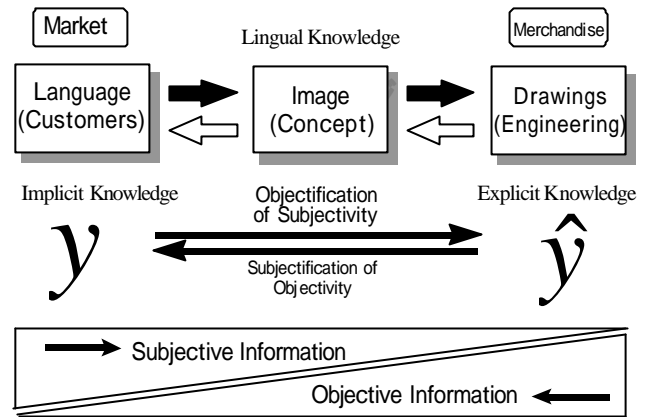 Market
Lingual Knowledge
Merchandise
Language
(Customers)
Image
(Concept)
Drawings
(Engineering)
Implicit Knowledge
Objectification
of Subjectivity
Explicit Knowledge
y
Subjectification of
Objectivity
ŷ
Subjective Information
Objective Information